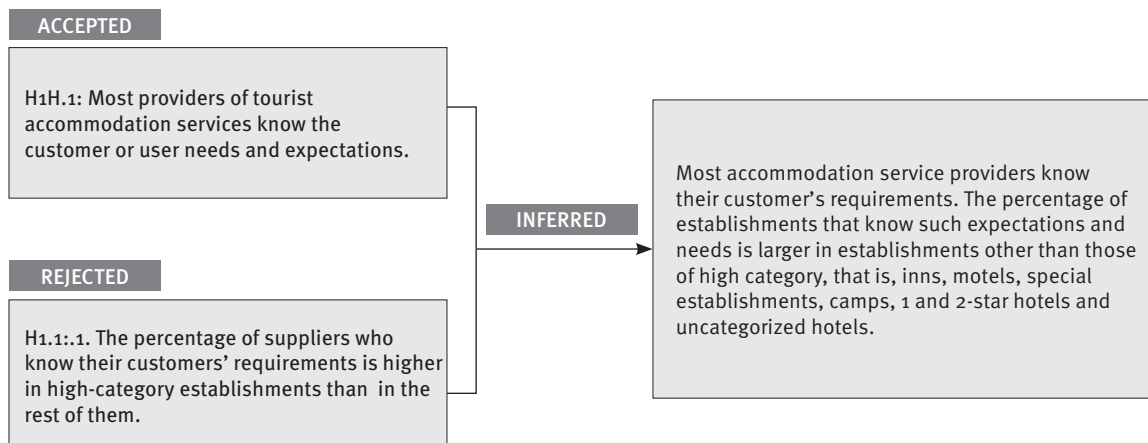 ACCEPTED
H1H.1: Most providers of tourist
accommodation services know the
customer or user needs and expectations.
REJECTED
H1.1:.1. The percentage of suppliers who
know their customers’ requirements is higher
in high-category establishments than in the
rest of them.
INFERRED
Most accommodation service providers know
their customer’s requirements. The percentage of
establishments that know such expectations and
needs is larger in establishments other than those
of high category, that is, inns, motels, special
establishments, camps, 1 and 2-star hotels and
uncategorized hotels.